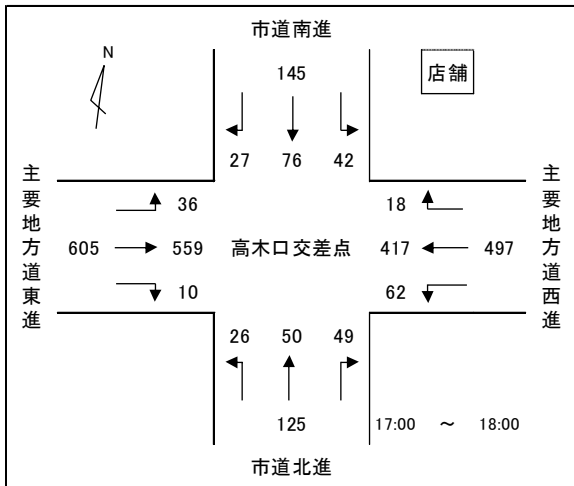 市道南進
N
145
店舗
27 76 42
主要地方道東進
36
18
主要地方道西進
605 559 高木口交差点 417 497
10
62
26 50 49
125
17:00 ～ 18:00
市道北進